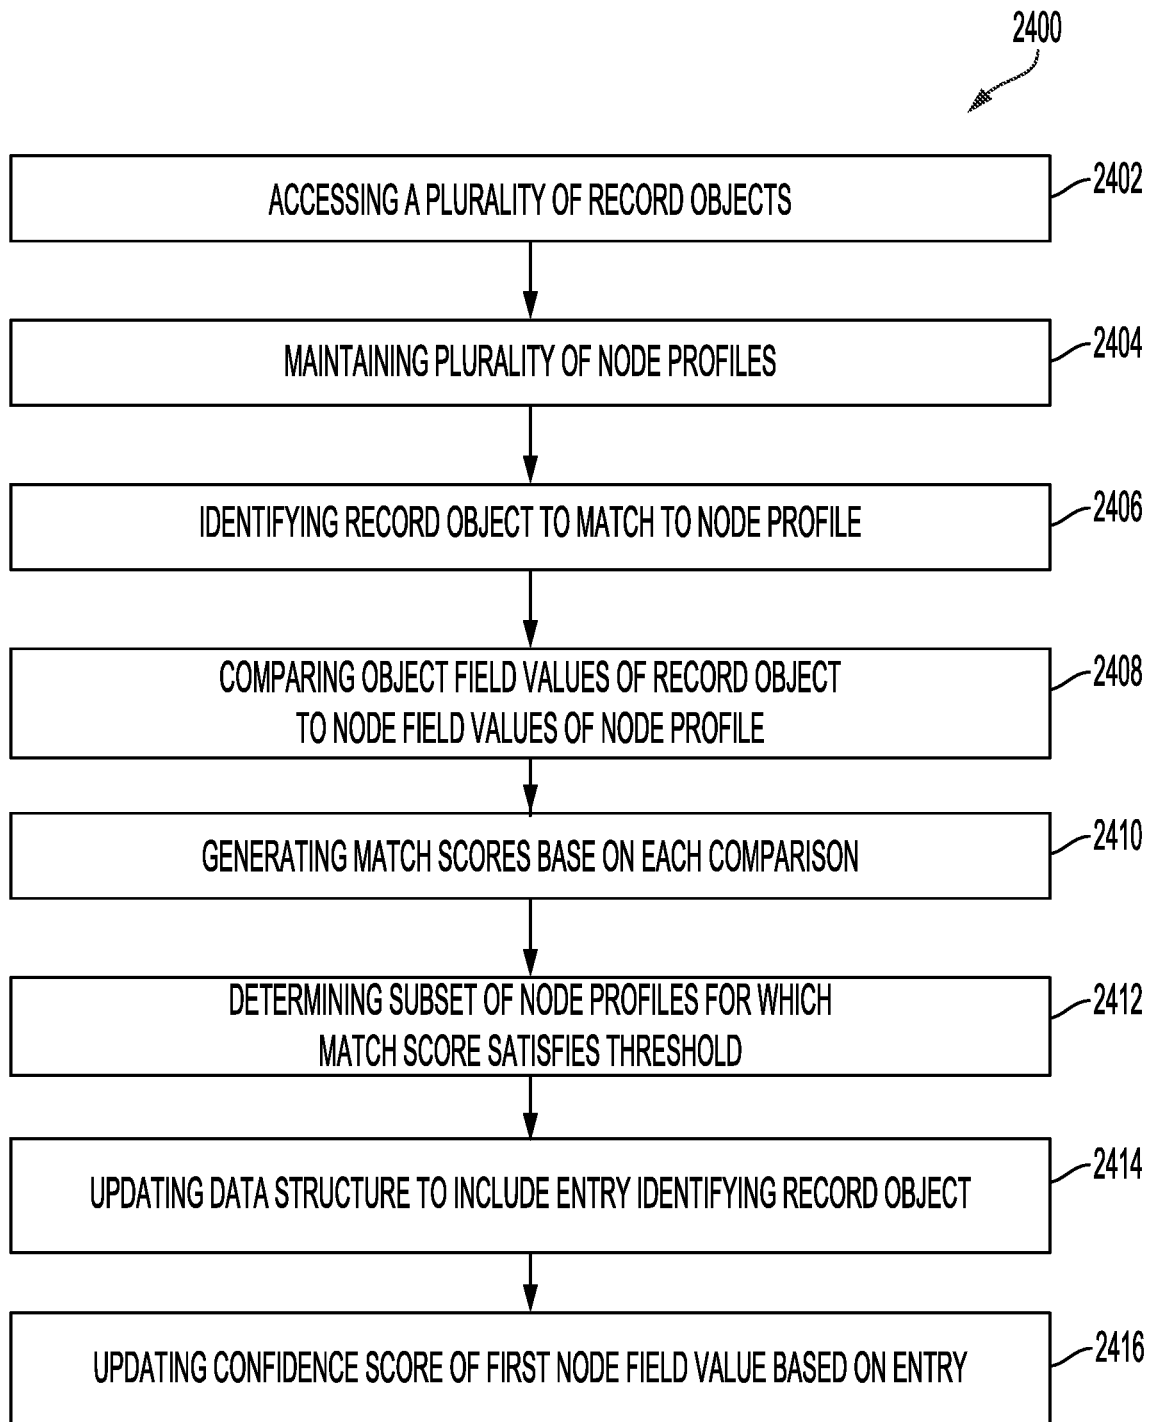 2400
ACCESSING A PLURALITY OF RECORD OBJECTS
2402
MAINTAINING PLURALITY OF NODE PROFILES
2404
IDENTIFYING RECORD OBJECT TO MATCH TO NODE PROFILE
2406
COMPARING OBJECT FIELD VALUES OF RECORD OBJECT
TO NODE FIELD VALUES OF NODE PROFILE
2408
GENERATING MATCH SCORES BASE ON EACH COMPARISON
2410
DETERMINING SUBSET OF NODE PROFILES FOR WHICH
MATCH SCORE SATISFIES THRESHOLD
2412
UPDATING DATA STRUCTURE TO INCLUDE ENTRY IDENTIFYING RECORD OBJECT
2414
UPDATING CONFIDENCE SCORE OF FIRST NODE FIELD VALUE BASED ON ENTRY
2416